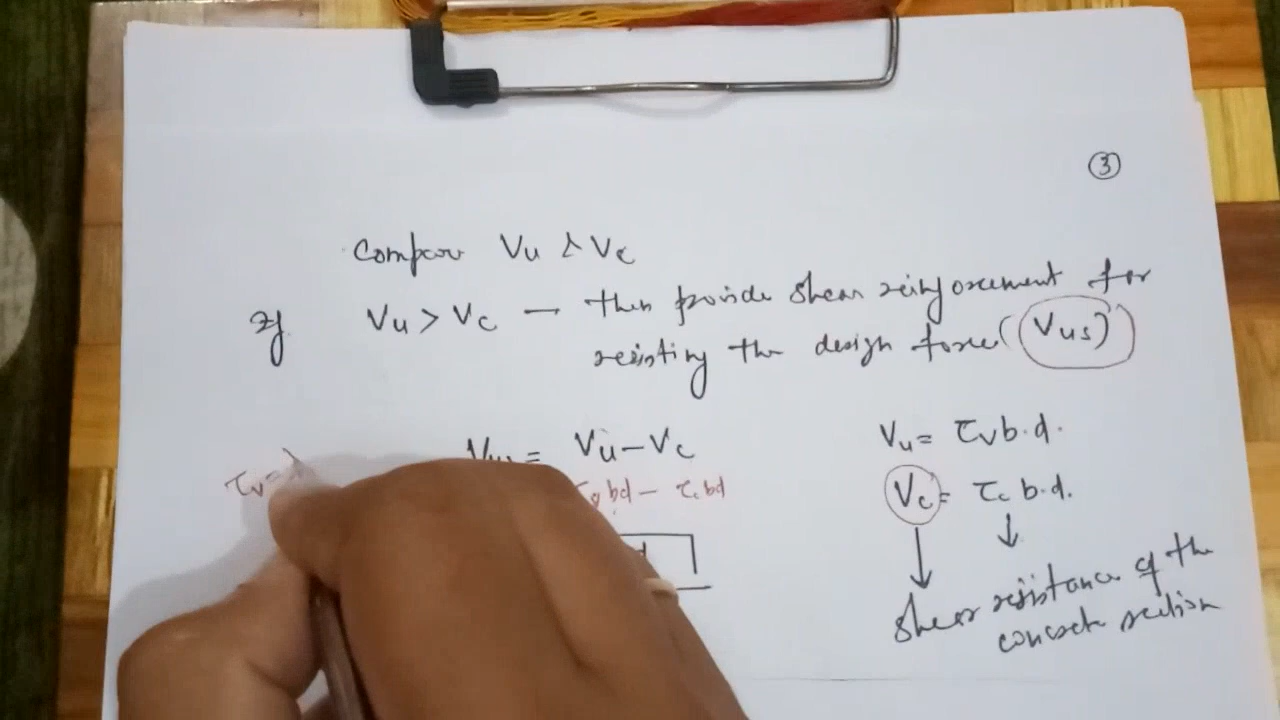 ③
Compare Vu & Vc
If Vu > Vc — then provide shear reinforcement for
resisting the design force (Vus)
Vus = Vu – Vc
τv bd – τc bd
τv =
Vu = τv b.d.
Vc = τc b.d.
Shear resistance of the
concrete section